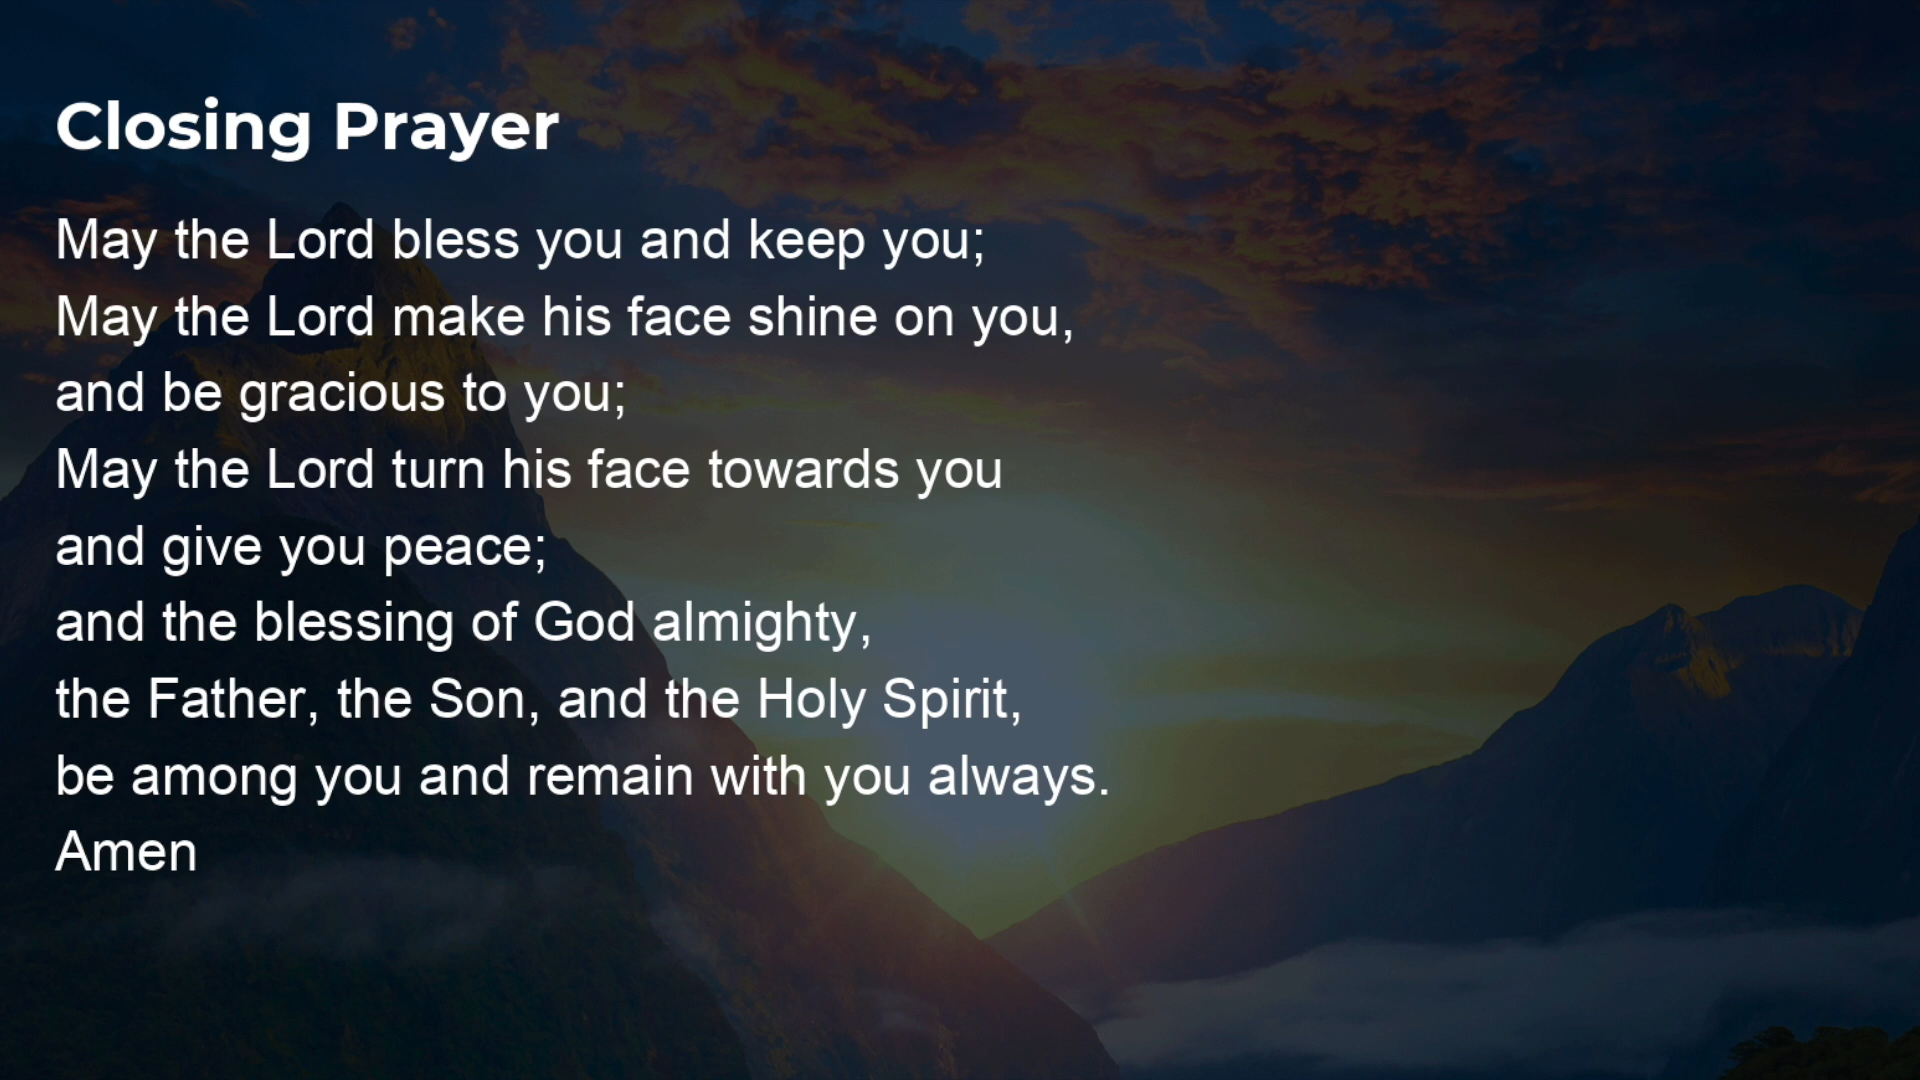 Closing Prayer
May the Lord bless you and keep you;
May the Lord make his face shine on you,
and be gracious to you;
May the Lord turn his face towards you
and give you peace;
and the blessing of God almighty,
the Father, the Son, and the Holy Spirit,
be among you and remain with you always.
Amen